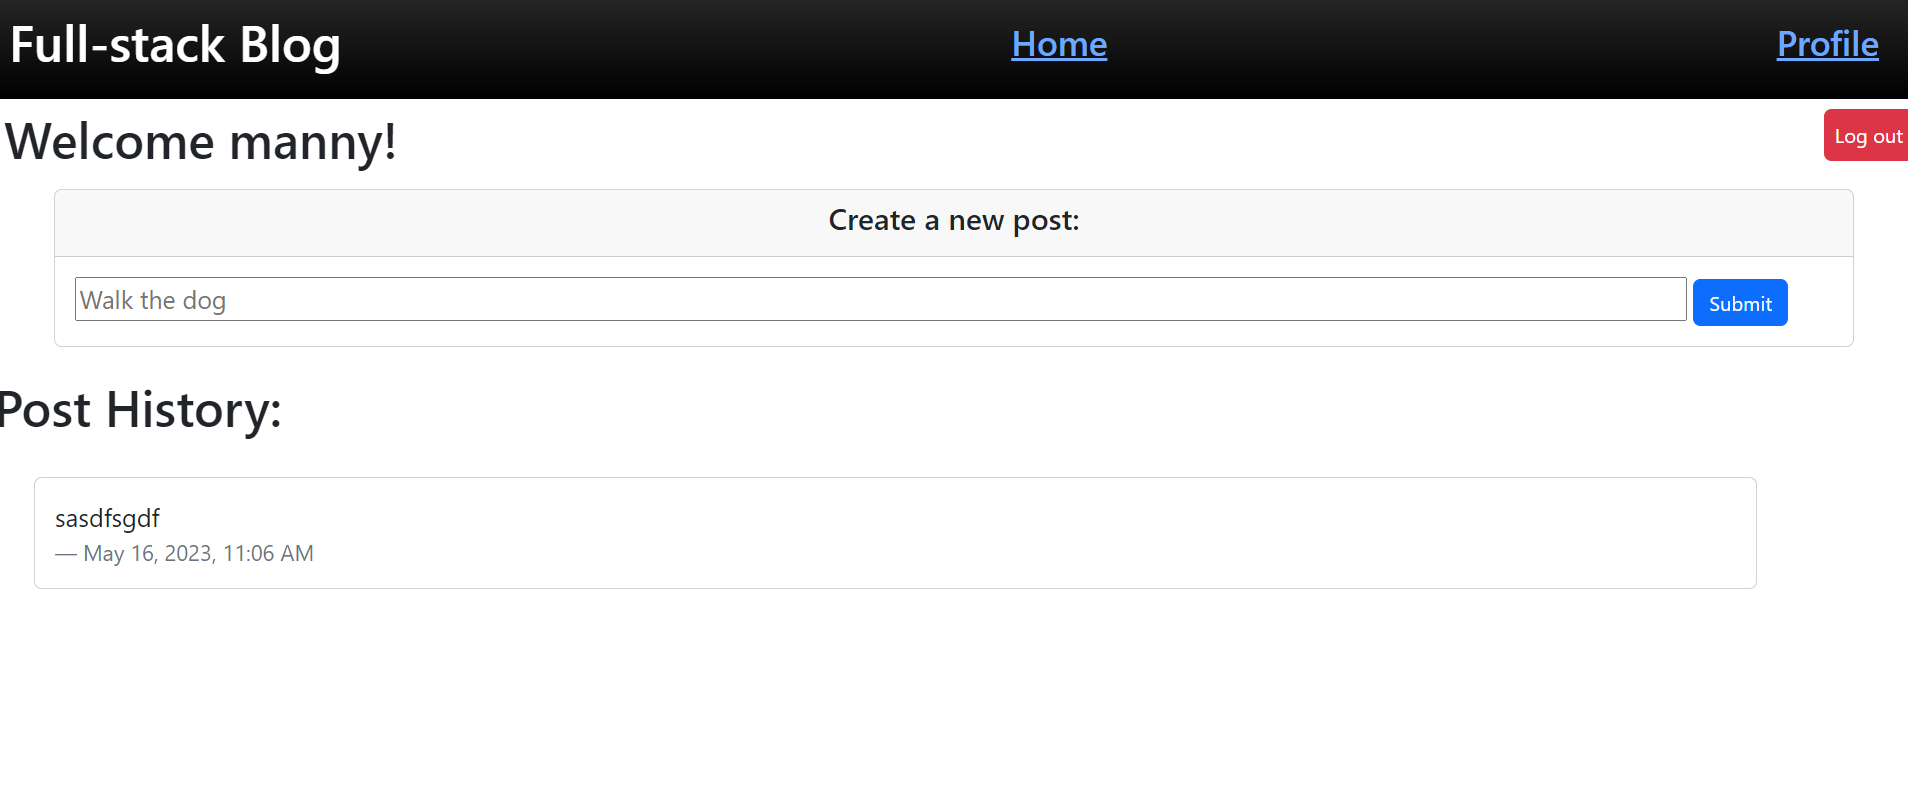 Full-stack Blog Home Profile
Welcome manny! Log out
Create a new post:
Walk the dog Submit
Post History:
sasdfsgdf
— May 16, 2023, 11:06 AM